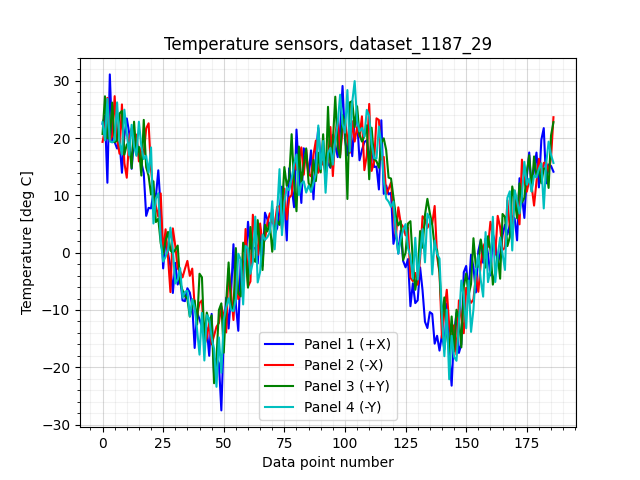 Temperature sensors, dataset_1187_29
Temperature [deg C]
30
20
10
0
−10
−20
−30
Panel 1 (+X)
Panel 2 (-X)
Panel 3 (+Y)
Panel 4 (-Y)
0 25 50 75 100 125 150 175
Data point number